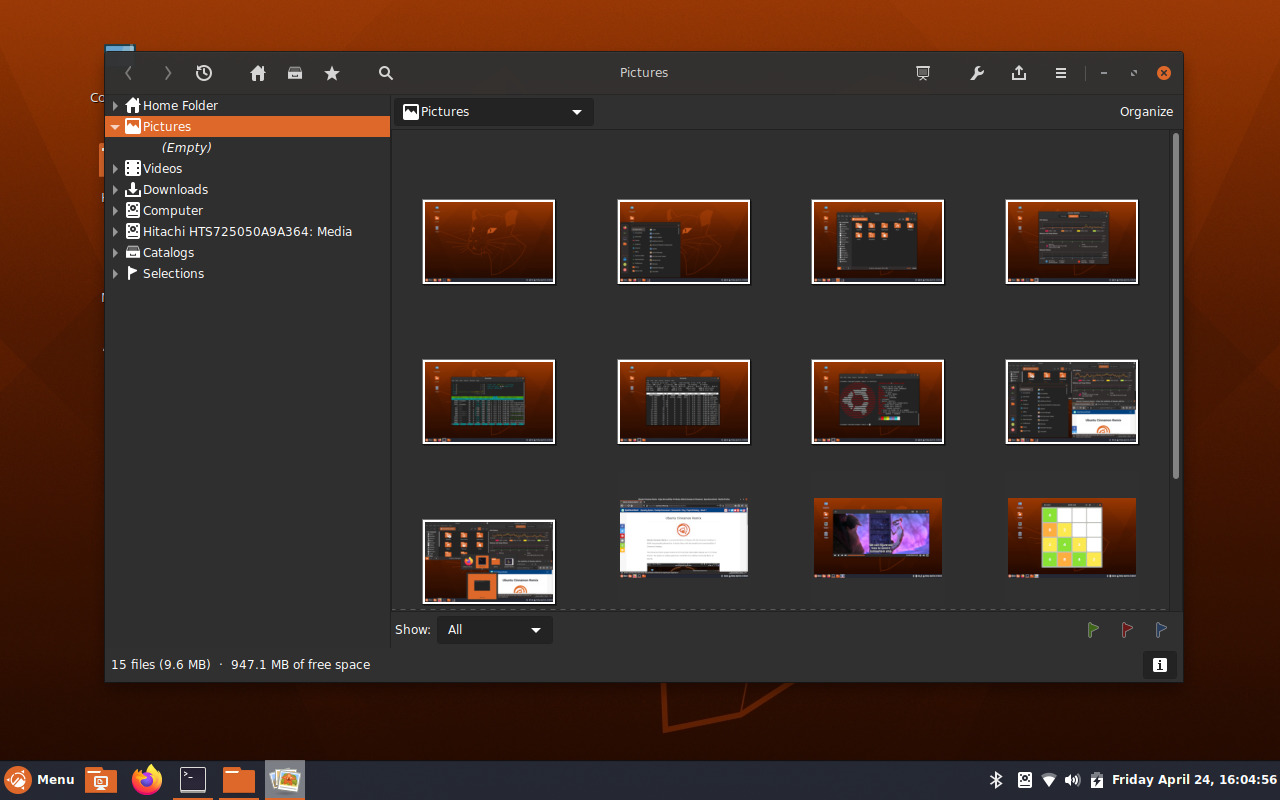 Pictures
Co
Home Folder
Pictures
(Empty)
Videos
Downloads
Computer
Hitachi HTS725050A9A364: Media
Catalogs
Selections
Pictures
Organize
Show:
All
15 files (9.6 MB) · 947.1 MB of free space
Menu
Friday April 24, 16:04:56